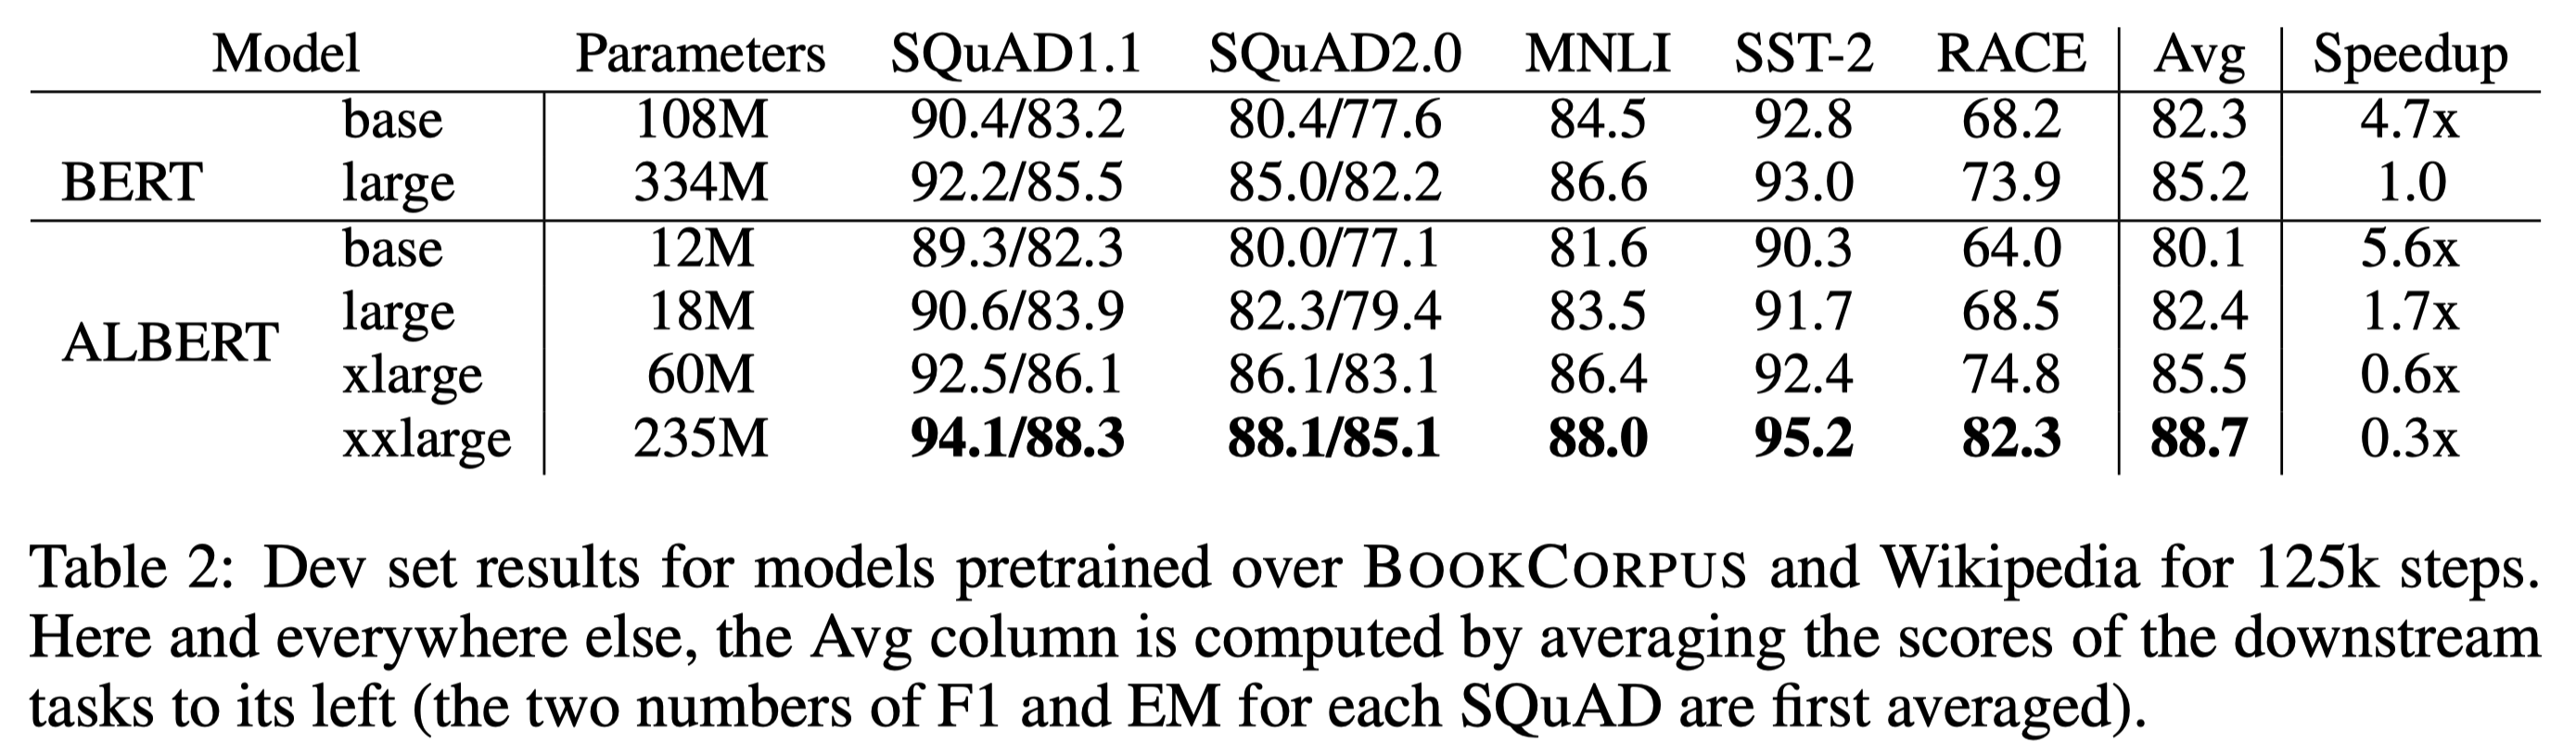 Model Parameters SQuAD1.1 SQuAD2.0 MNLI SST-2 RACE Avg Speedup
base 108M 90.4/83.2 80.4/77.6 84.5 92.8 68.2 82.3 4.7x
BERT large 334M 92.2/85.5 85.0/82.2 86.6 93.0 73.9 85.2 1.0
base 12M 89.3/82.3 80.0/77.1 81.6 90.3 64.0 80.1 5.6x
large 18M 90.6/83.9 82.3/79.4 83.5 91.7 68.5 82.4 1.7x
ALBERT
xlarge 60M 92.5/86.1 86.1/83.1 86.4 92.4 74.8 85.5 0.6x
xxlarge 235M 94.1/88.3 88.1/85.1 88.0 95.2 82.3 88.7 0.3x
Table 2: Dev set results for models pretrained over BOOKCORPUS and Wikipedia for 125k steps.
Here and everywhere else, the Avg column is computed by averaging the scores of the downstream
tasks to its left (the two numbers of F1 and EM for each SQuAD are first averaged).